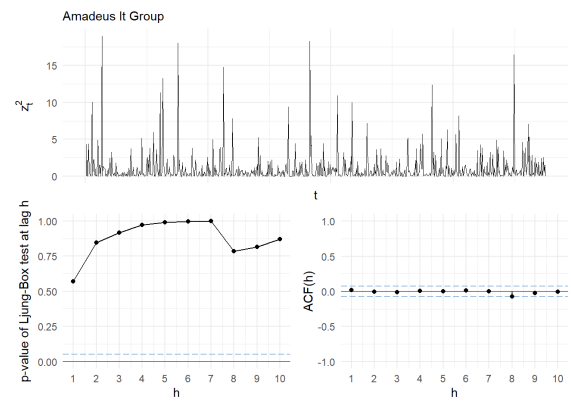 Amadeus It Group
z_t^2
15
10
5
0
t
p-value of Ljung-Box test at lag h
1.00
0.75
0.50
0.25
0.00
1 2 3 4 5 6 7 8 9 10
h
ACF(h)
1.0
0.5
0.0
-0.5
-1.0
1 2 3 4 5 6 7 8 9 10
h